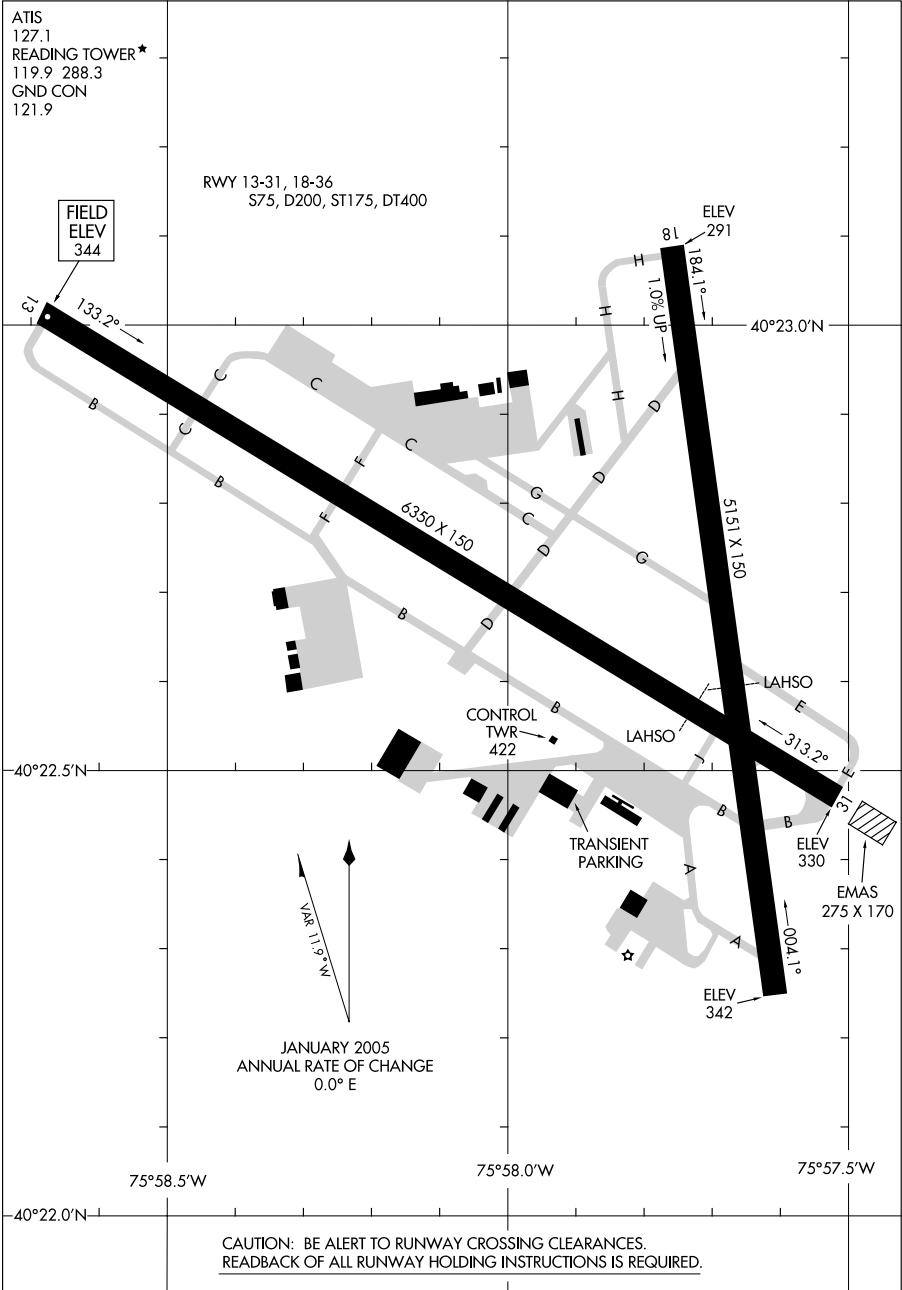 ATIS
127.1
READING TOWER★
119.9 288.3
GND CON
121.9
RWY 13-31, 18-36
S75, D200, ST175, DT400
FIELD
ELEV
344
ELEV
291
18
184.1°
1.0% UP
13
133.2°
40°23.0'N
H
H
H
B
C
C
C
C
D
B
F
F
G
C
D
D
G
6350 X 150
5151 X 150
B
D
B
LAHSO
LAHSO
E
CONTROL
TWR
422
J
313.2°
E
40°22.5'N
31
B
B
TRANSIENT
PARKING
ELEV
330
EMAS
275 X 170
A
A
VAR 11.9° W
004.1°
ELEV
342
JANUARY 2005
ANNUAL RATE OF CHANGE
0.0° E
75°58.5'W
75°58.0'W
75°57.5'W
40°22.0'N
CAUTION: BE ALERT TO RUNWAY CROSSING CLEARANCES.
READBACK OF ALL RUNWAY HOLDING INSTRUCTIONS IS REQUIRED.